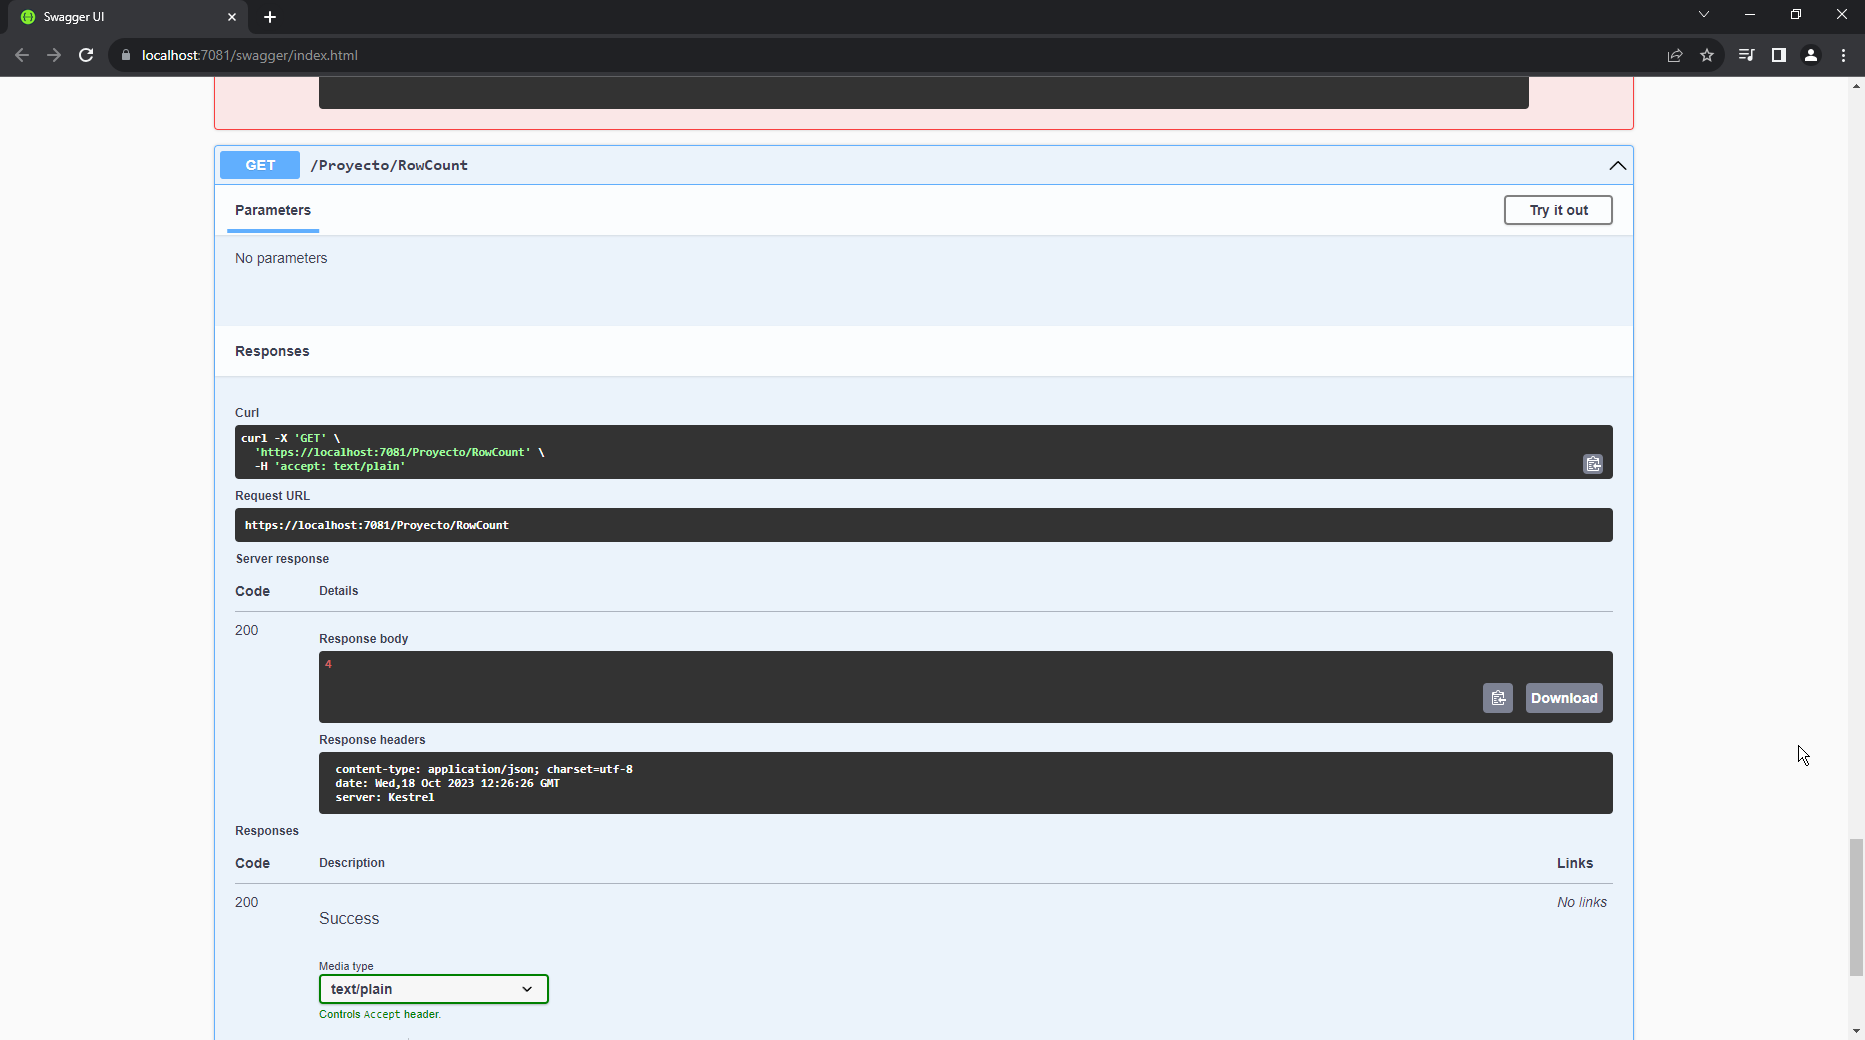 Swagger UI
localhost:7081/swagger/index.html
GET /Proyecto/RowCount
Parameters
Try it out
No parameters
Responses
Curl
curl -X 'GET' \
'https://localhost:7081/Proyecto/RowCount' \
-H 'accept: text/plain'
Request URL
https://localhost:7081/Proyecto/RowCount
Server response
Code Details
200
Response body
4
Download
Response headers
content-type: application/json; charset=utf-8
date: Wed,18 Oct 2023 12:26:26 GMT
server: Kestrel
Responses
Code Description Links
200 No links
Success
Media type
text/plain
Controls Accept header.